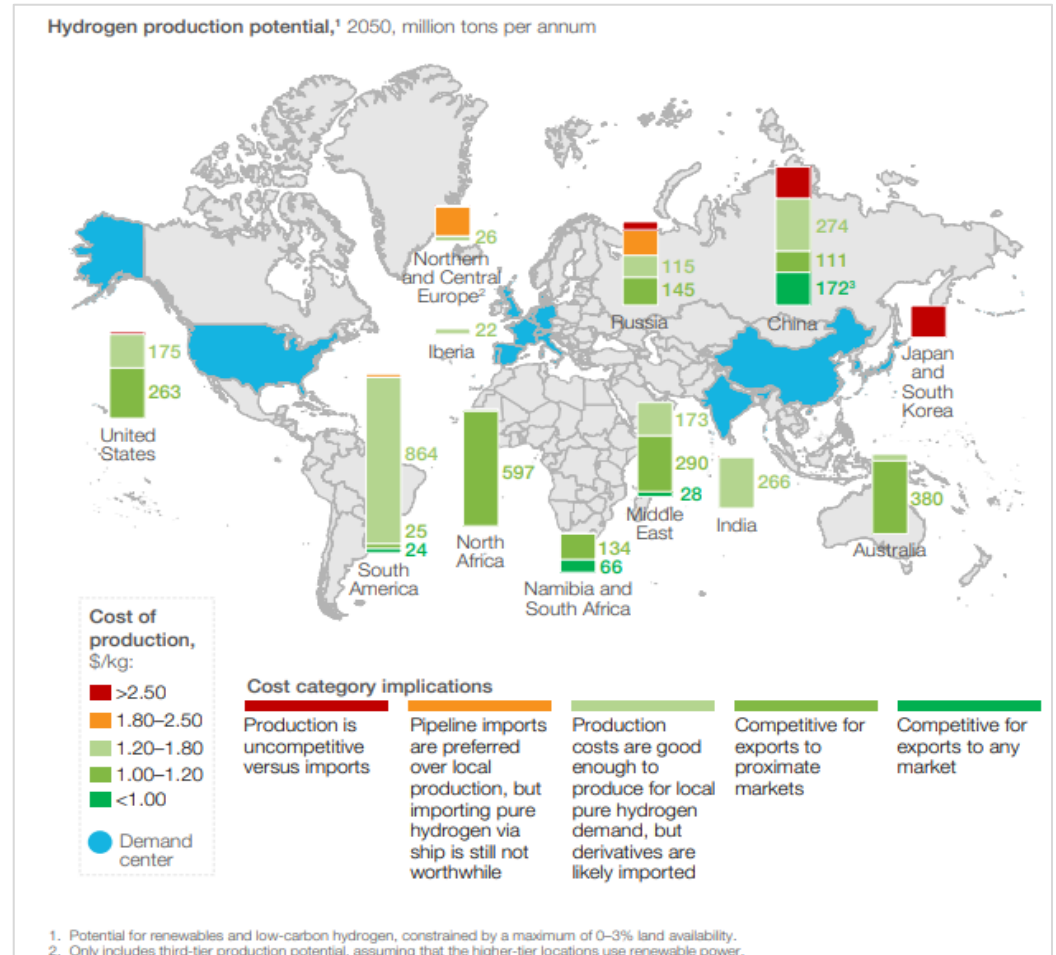 Hydrogen production potential,¹ 2050, million tons per annum
26
Northern
and Central
Europe²
22
Iberia
115
145
Russia
274
111
172³
China
Japan
and
South
Korea
175
263
United
States
864
25
24
South
America
597
North
Africa
134
66
Namibia and
South Africa
173
290
28
Middle
East
266
India
380
Australia
Cost of
production,
$/kg:
>2.50
1.80–2.50
1.20–1.80
1.00–1.20
<1.00
Demand
center
Cost category implications
Production is
uncompetitive
versus imports
Pipeline imports
are preferred
over local
production, but
importing pure
hydrogen via
ship is still not
worthwhile
Production
costs are good
enough to
produce for local
pure hydrogen
demand, but
derivatives are
likely imported
Competitive for
exports to
proximate
markets
Competitive for
exports to any
market
1. Potential for renewables and low-carbon hydrogen, constrained by a maximum of 0–3% land availability.
2. Only includes third-tier production potential, assuming that the higher-tier locations use renewable power.